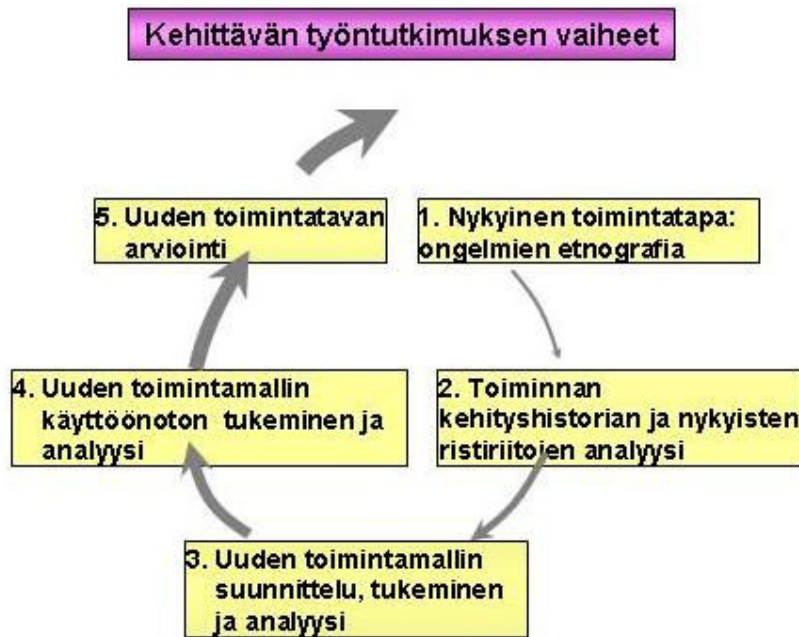 Kehittävän työntutkimuksen vaiheet
5. Uuden toimintatavan
arviointi
1. Nykyinen toimintatapa:
ongelmien etnografia
4. Uuden toimintamallin
käyttöönoton tukeminen ja
analyysi
2. Toiminnan
kehityshistorian ja nykyisten
ristiriitojen analyysi
3. Uuden toimintamallin
suunnittelu, tukeminen
ja analyysi